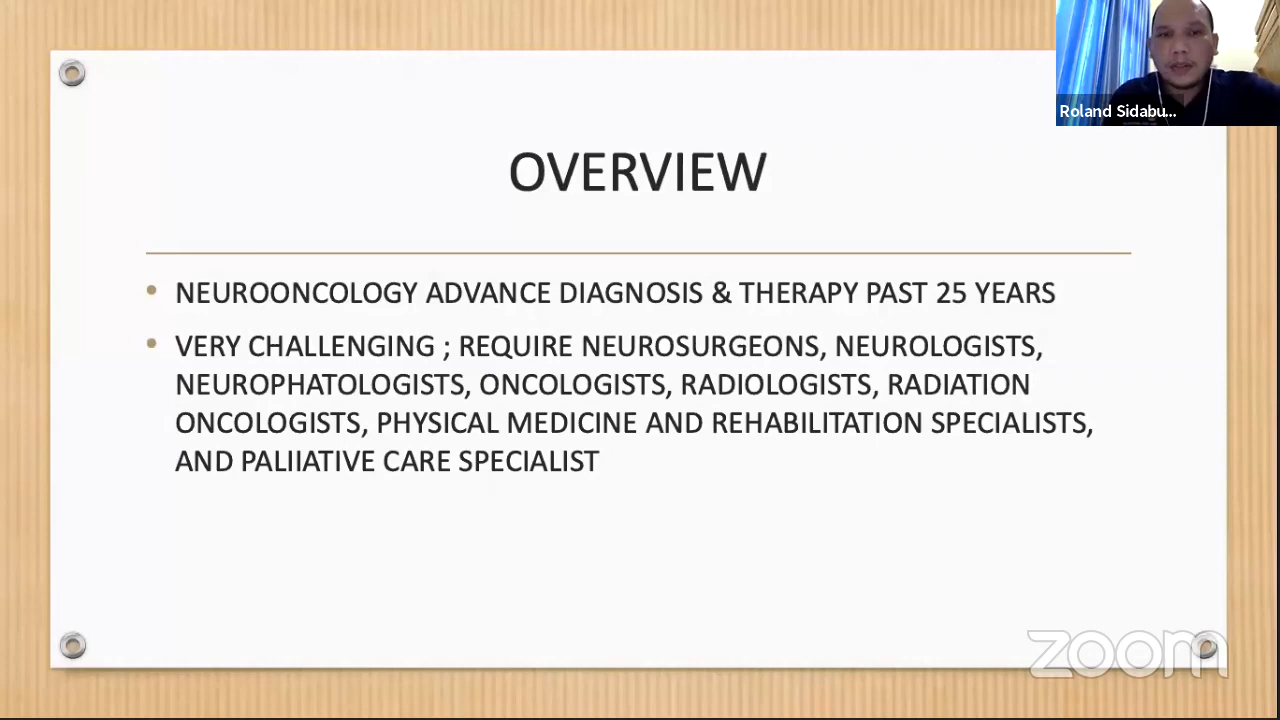 Roland Sidabu...
OVERVIEW
• NEUROONCOLOGY ADVANCE DIAGNOSIS & THERAPY PAST 25 YEARS
• VERY CHALLENGING ; REQUIRE NEUROSURGEONS, NEUROLOGISTS,
NEUROPHATOLOGISTS, ONCOLOGISTS, RADIOLOGISTS, RADIATION
ONCOLOGISTS, PHYSICAL MEDICINE AND REHABILITATION SPECIALISTS,
AND PALIIATIVE CARE SPECIALIST
zoom